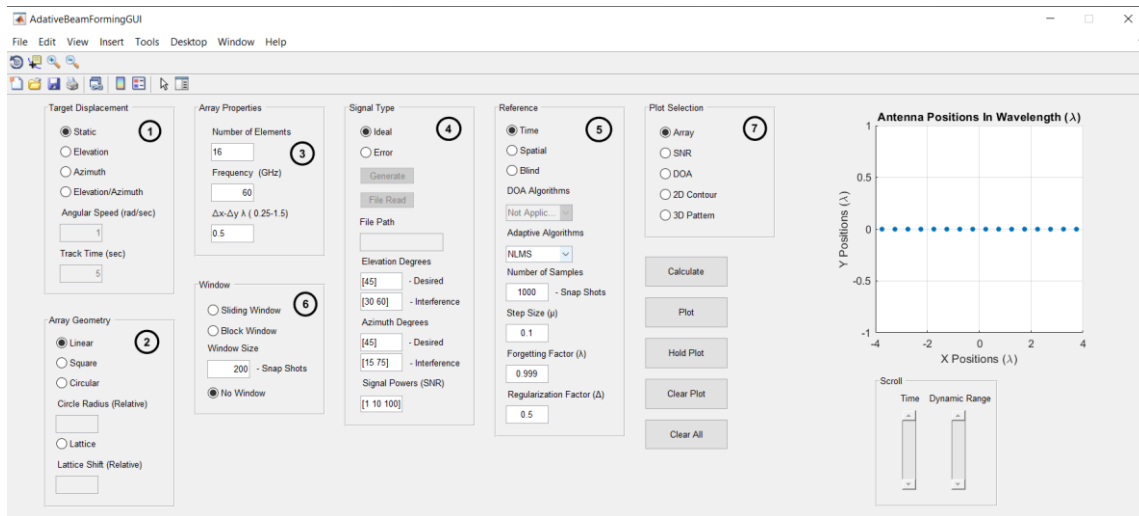 AdativeBeamFormingGUI
File Edit View Insert Tools Desktop Window Help
Target Displacement
1
Static
Elevation
Azimuth
Elevation/Azimuth
Angular Speed (rad/sec)
1
Track Time (sec)
5
Array Geometry
2
Linear
Square
Circular
Circle Radius (Relative)
Lattice
Lattice Shift (Relative)
Array Properties
Number of Elements
16
3
Frequency (GHz)
60
Δx-Δy λ ( 0.25-1.5)
0.5
Window
6
Sliding Window
Block Window
Window Size
200 - Snap Shots
No Window
Signal Type
4
Ideal
Error
Generate
File Read
File Path
Elevation Degrees
[45] - Desired
[30 60] - Interference
Azimuth Degrees
[45] - Desired
[15 75] - Interference
Signal Powers (SNR)
[1 10 100]
Reference
5
Time
Spatial
Blind
DOA Algorithms
Not Applic...
Adaptive Algorithms
NLMS
Number of Samples
1000 - Snap Shots
Step Size (μ)
0.1
Forgetting Factor (λ)
0.999
Regularization Factor (Δ)
0.5
Plot Selection
7
Array
SNR
DOA
2D Contour
3D Pattern
Calculate
Plot
Hold Plot
Clear Plot
Clear All
Antenna Positions In Wavelength (λ)
Y Positions (λ)
1
0.5
0
-0.5
-1
-4 -2 0 2 4
X Positions (λ)
Scroll
Time Dynamic Range